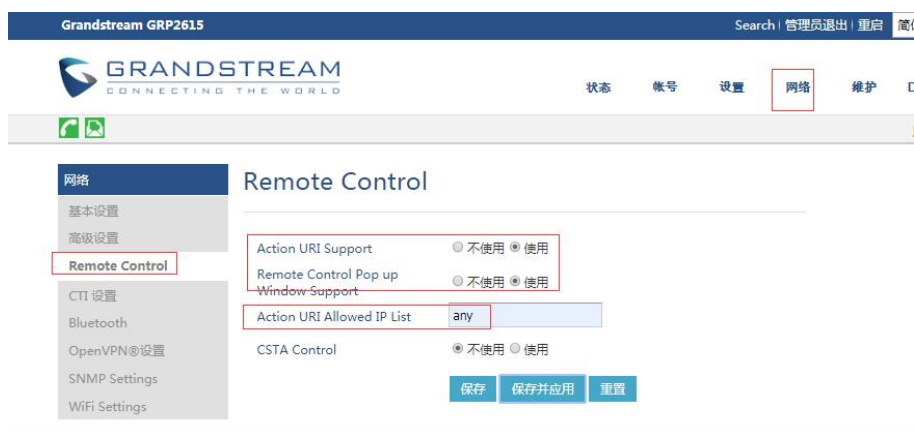 Grandstream GRP2615
Search | 管理员退出 | 重启
GRANDSTREAM
CONNECTING THE WORLD
状态 帐号 设置 网络 维护
网络
基本设置
高级设置
Remote Control
CTI 设置
Bluetooth
OpenVPN®设置
SNMP Settings
WiFi Settings
Remote Control
Action URI Support 不使用 使用
Remote Control Pop up
Window Support 不使用 使用
Action URI Allowed IP List any
CSTA Control 不使用 使用
保存 保存并应用 重置